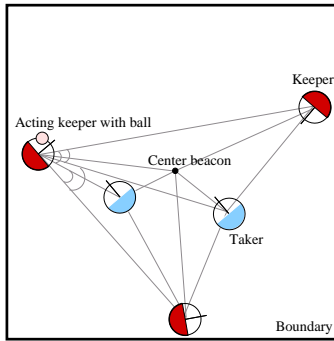 Keeper
Acting keeper with ball
Center beacon
Taker
Boundary